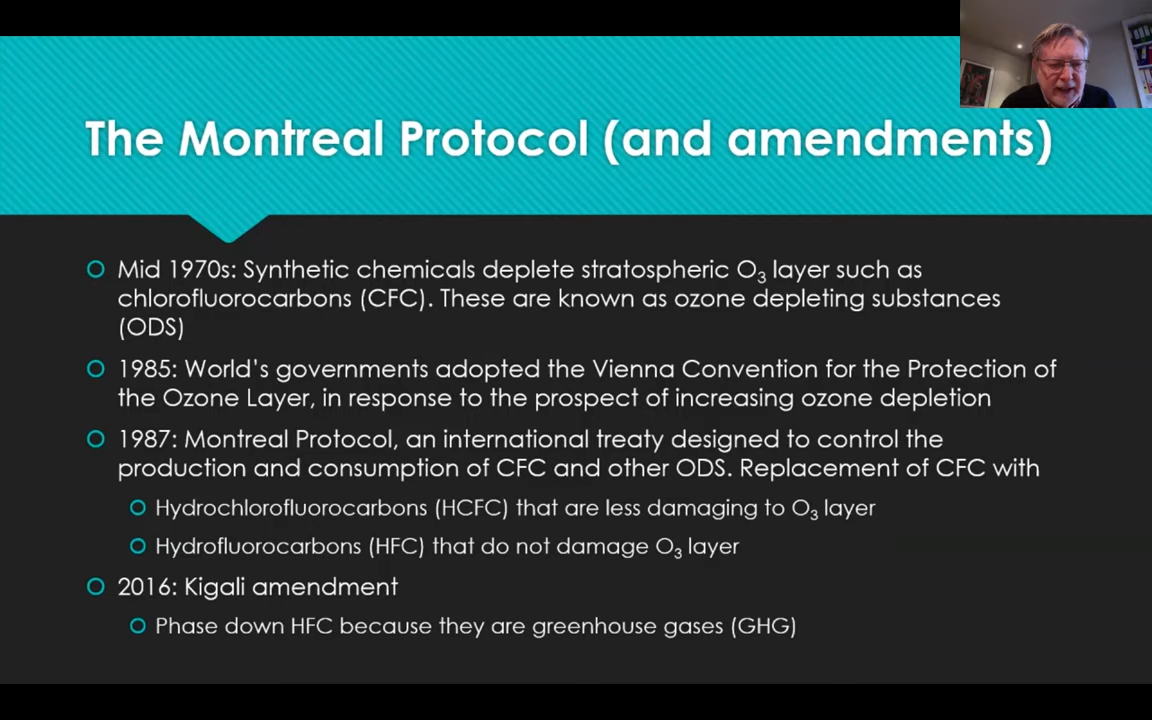 The Montreal Protocol (and amendments)
Mid 1970s: Synthetic chemicals deplete stratospheric O₃ layer such as
chlorofluorocarbons (CFC). These are known as ozone depleting substances
(ODS)
1985: World's governments adopted the Vienna Convention for the Protection of
the Ozone Layer, in response to the prospect of increasing ozone depletion
1987: Montreal Protocol, an international treaty designed to control the
production and consumption of CFC and other ODS. Replacement of CFC with
Hydrochlorofluorocarbons (HCFC) that are less damaging to O₃ layer
Hydrofluorocarbons (HFC) that do not damage O₃ layer
2016: Kigali amendment
Phase down HFC because they are greenhouse gases (GHG)